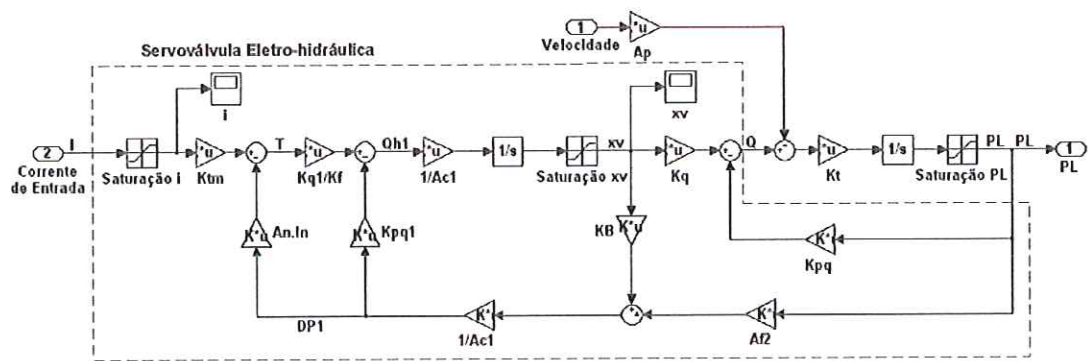 1
Velocidade
*u
Ap
Servoválvula Eletro-hidráulica
i
xv
2
I
Corrente
de Entrada
Saturação i
*u
Ktm
T
*u
Kq1/Kf
Qh1
*u
1/Ac1
1/s
Saturação xv
xv
*u
Kq
Q
*u
Kt
1/s
Saturação PL
PL
PL
1
PL
K*u
An.In
K*u
Kpq1
KB
K*u
K*
Kpq
DP1
K*
1/Ac1
K*
Af2